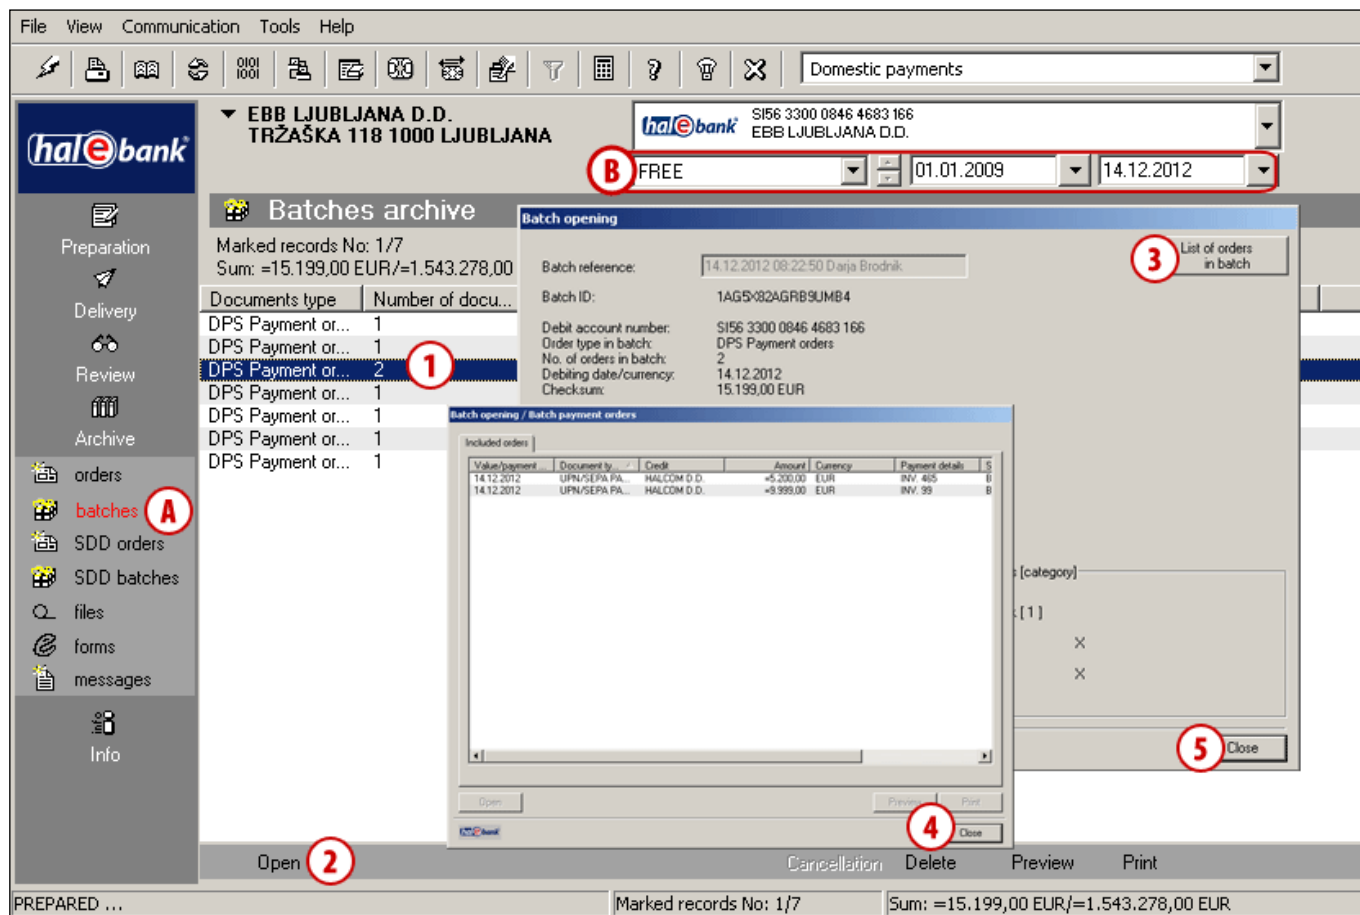 File View Communication Tools Help
Domestic payments
hal@bank
EBB LJUBLJANA D.D.
TRŽAŠKA 118 1000 LJUBLJANA
hal@bank
SI56 3300 0846 4683 166
EBB LJUBLJANA D.D.
B
FREE 01.01.2009 14.12.2012
Preparation
Delivery
Review
Archive
orders
batches A
SDD orders
SDD batches
files
forms
messages
Info
Batches archive
Marked records No: 1/7
Sum: =15.199,00 EUR/=1.543.278,00
Documents type Number of docu...
DPS Payment or... 1
DPS Payment or... 1
DPS Payment or... 2 1
DPS Payment or... 1
DPS Payment or... 1
DPS Payment or... 1
DPS Payment or... 1
Batch opening
3 List of orders
in batch
Batch reference: 14.12.2012 08:22:50 Darja Brodnik
Batch ID: 1AG5X82AGRB9UMB4
Debit account number: SI56 3300 0846 4683 166
Order type in batch: DPS Payment orders
No. of orders in batch: 2
Debiting date/currency: 14.12.2012
Checksum: 15.199,00 EUR
[category]
[ 1 ]
X
X
5 Close
Batch opening / Batch payment orders
Included orders
Value/payment ... Document ty... Credit Amount Currency Payment details S
14.12.2012 UPN/SEPA PA... HALCOM D.D. =5.200,00 EUR INV. 465 B
14.12.2012 UPN/SEPA PA... HALCOM D.D. =9.999,00 EUR INV. 99 B
Open Preview Print
hal@bank
4 Close
Open 2 Cancellation Delete Preview Print
PREPARED ... Marked records No: 1/7 Sum: =15.199,00 EUR/=1.543.278,00 EUR